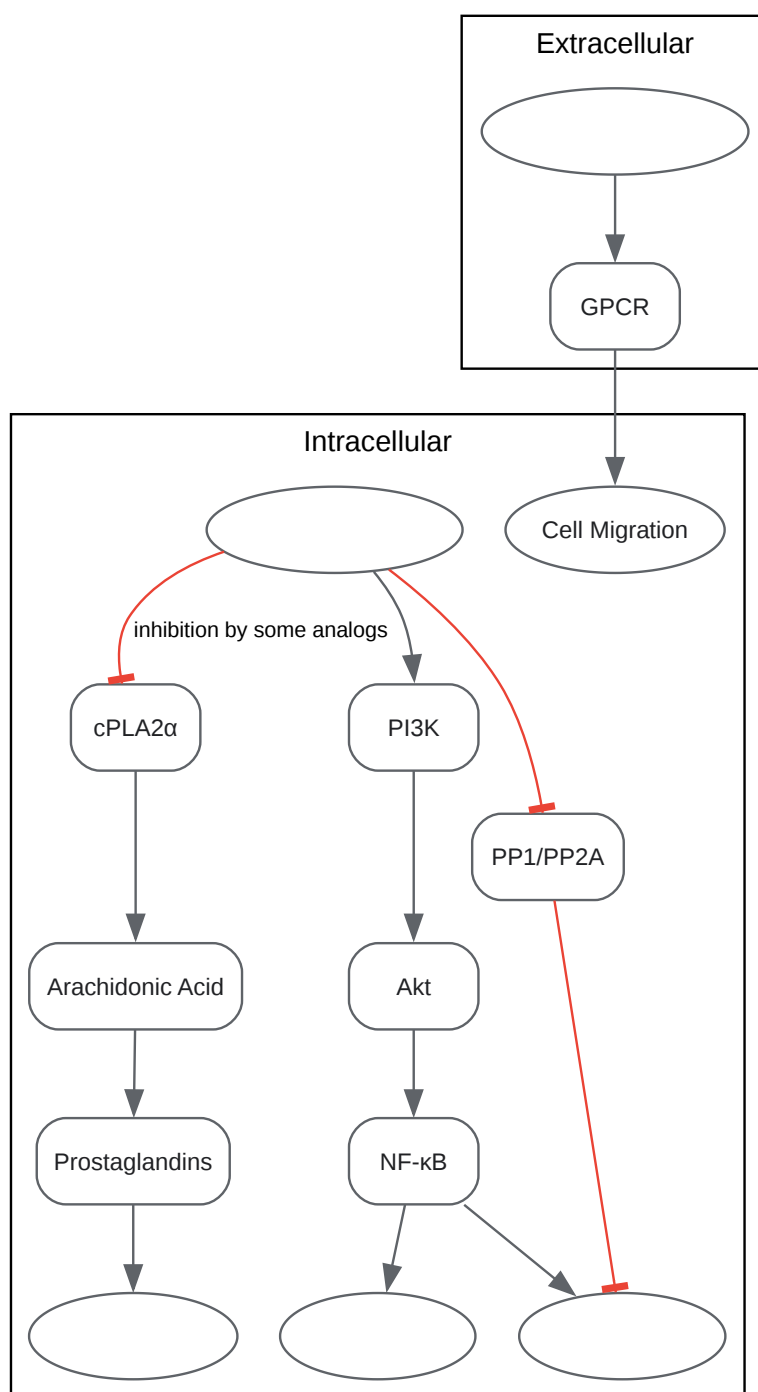 Extracellular
GPCR
Intracellular
Cell Migration
inhibition by some analogs
cPLA2α
PI3K
PP1/PP2A
Arachidonic Acid
Akt
Prostaglandins
NF-κB